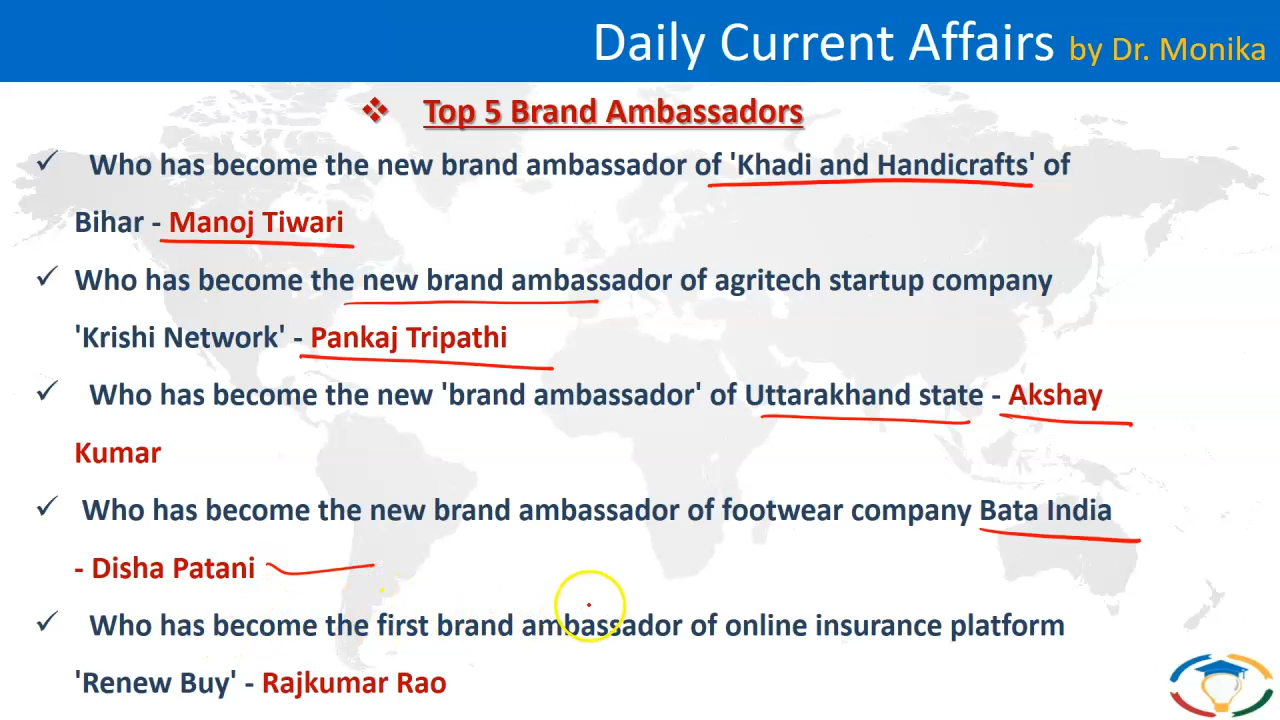 Daily Current Affairs by Dr. Monika
Top 5 Brand Ambassadors
Who has become the new brand ambassador of 'Khadi and Handicrafts' of
Bihar - Manoj Tiwari
Who has become the new brand ambassador of agritech startup company
'Krishi Network' - Pankaj Tripathi
Who has become the new 'brand ambassador' of Uttarakhand state - Akshay
Kumar
Who has become the new brand ambassador of footwear company Bata India
- Disha Patani
Who has become the first brand ambassador of online insurance platform
'Renew Buy' - Rajkumar Rao